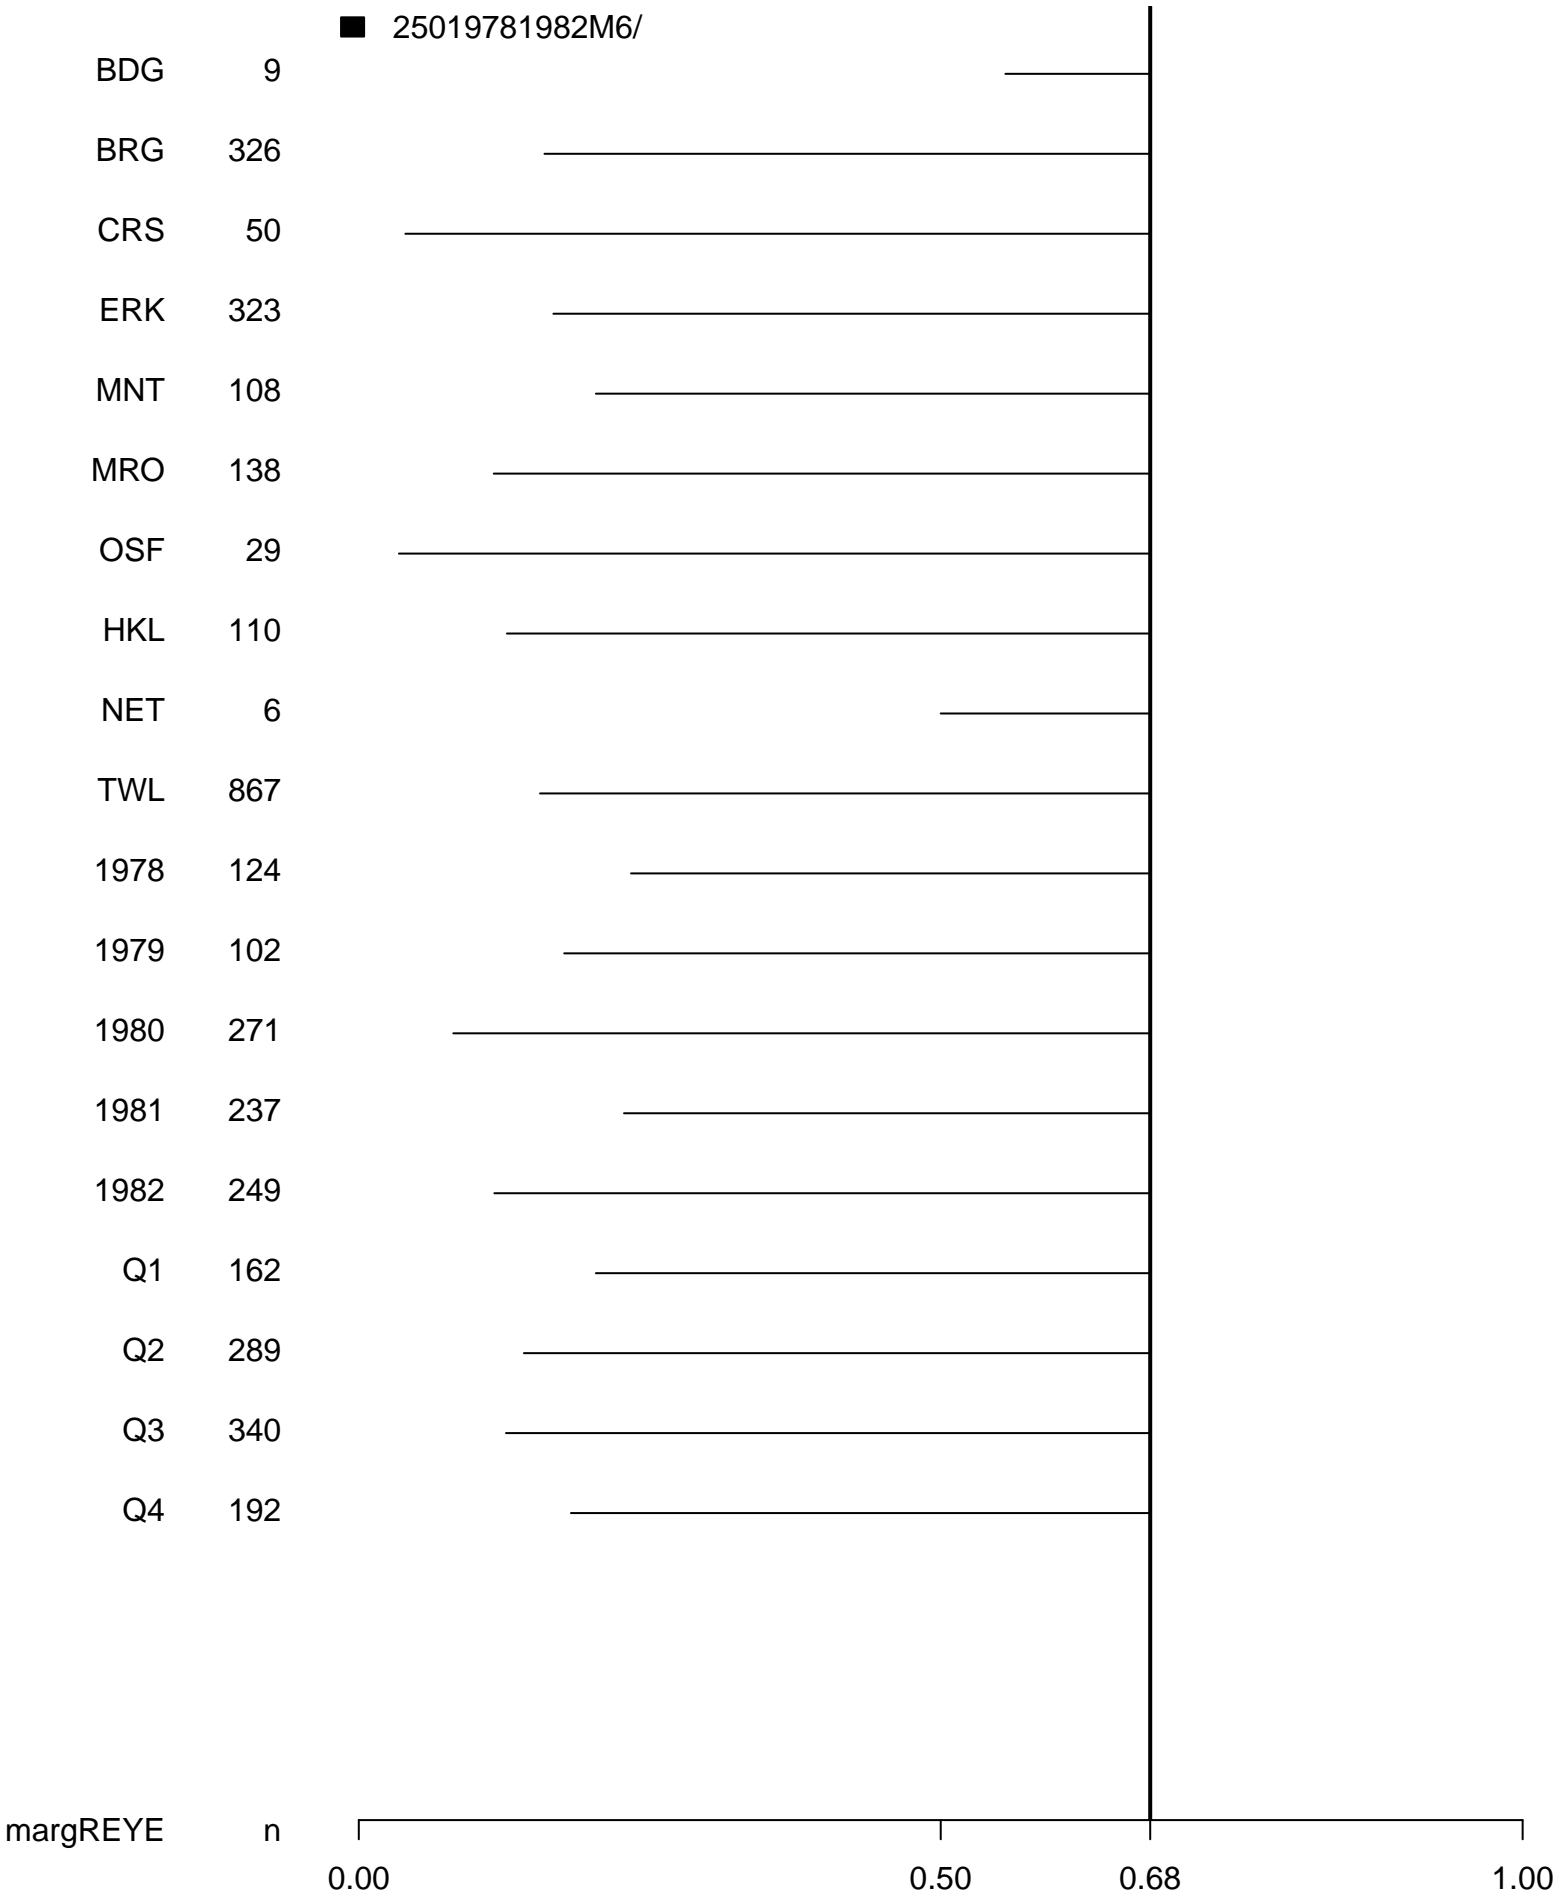 25019781982M6/
BDG 9
BRG 326
CRS 50
ERK 323
MNT 108
MRO 138
OSF 29
HKL 110
NET 6
TWL 867
1978 124
1979 102
1980 271
1981 237
1982 249
Q1 162
Q2 289
Q3 340
Q4 192
margREYE n
0.00 0.50 0.68 1.00